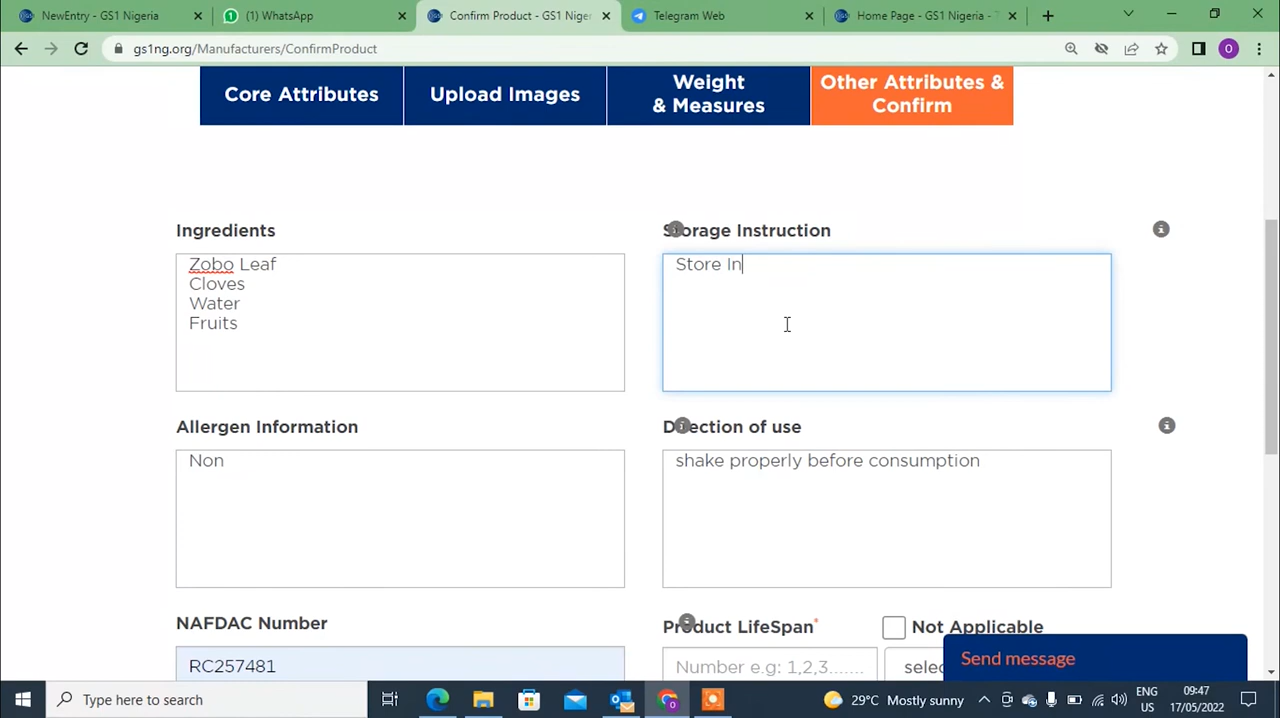 NewEntry - GS1 Nigeria
(1) WhatsApp
Confirm Product - GS1 Niger
Telegram Web
Home Page - GS1 Nigeria - T
gs1ng.org/Manufacturers/ConfirmProduct
O
Core Attributes
Upload Images
Weight
& Measures
Other Attributes &
Confirm
Ingredients
Storage Instruction
Zobo Leaf
Cloves
Water
Fruits
Store In
Allergen Information
Direction of use
Non
shake properly before consumption
NAFDAC Number
Product LifeSpan*
Not Applicable
RC257481
Number e.g: 1,2,3.......
selec
Send message
Type here to search
29°C Mostly sunny
ENG
US
09:47
17/05/2022